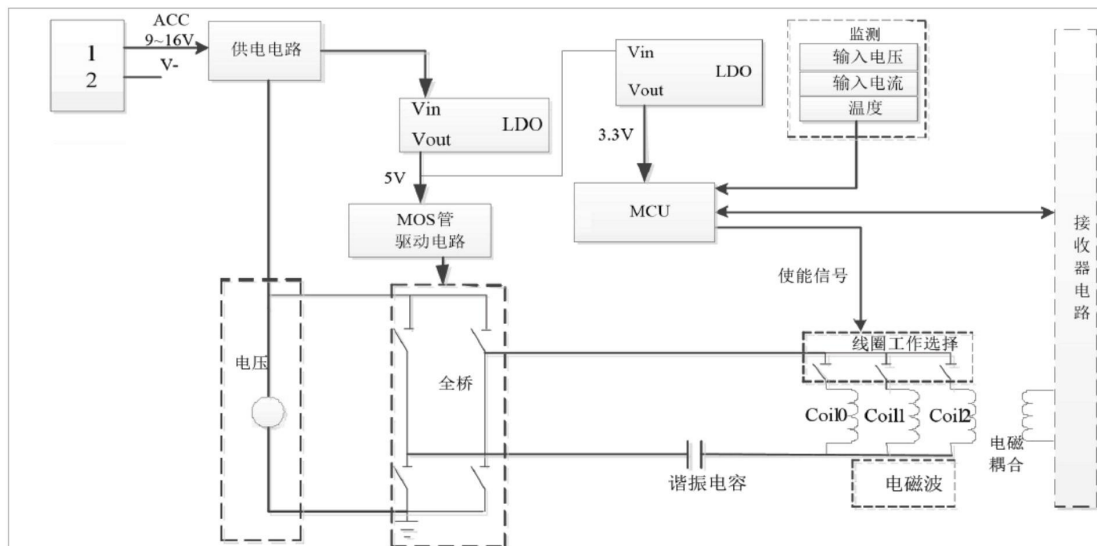 1
2
ACC
9~16V
V-
供电电路
Vin
LDO
Vout
5V
MOS管
驱动电路
Vin
LDO
Vout
3.3V
MCU
监测
输入电压
输入电流
温度
接收器电路
使能信号
线圈工作选择
Coil0
Coil1
Coil2
电磁
耦合
电磁波
谐振电容
全桥
电压